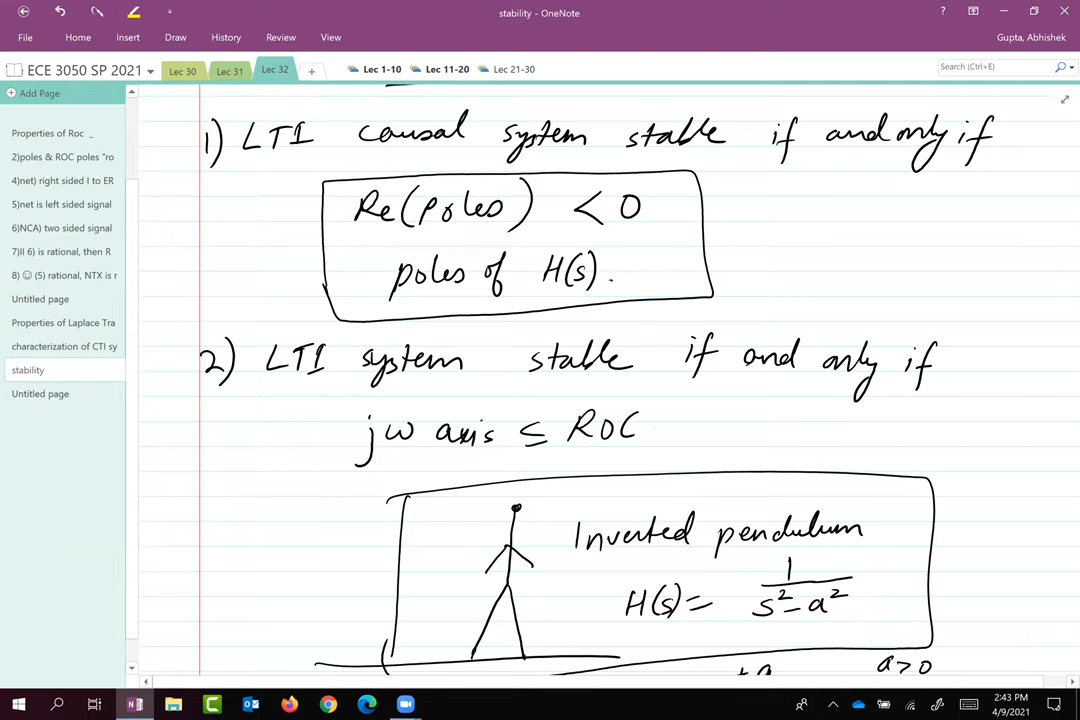 stability - OneNote
?
File Home Insert Draw History Review View
Gupta, Abhishek
ECE 3050 SP 2021 Lec 30 Lec 31 Lec 32 + Lec 1-10 Lec 11-20 Lec 21-30
Search (Ctrl+E)
Add Page
Properties of Roc _
2)poles & ROC poles "ro
4)net) right sided I to ER
5)net is left sided signal
6)NCA) two sided signal
7)II 6) is rational, then R
8) ☺ (5) rational, NTX is r
Untitled page
Properties of Laplace Tra
characterization of CTI sy
stability
Untitled page
1) LTI causal system stable if and only if
Re(poles) < 0
poles of H(s).
2) LTI system stable if and only if
jω axis ⊆ ROC
Inverted pendulum
H(s) = 1/(s² - a²)
a > 0
2:43 PM
4/9/2021